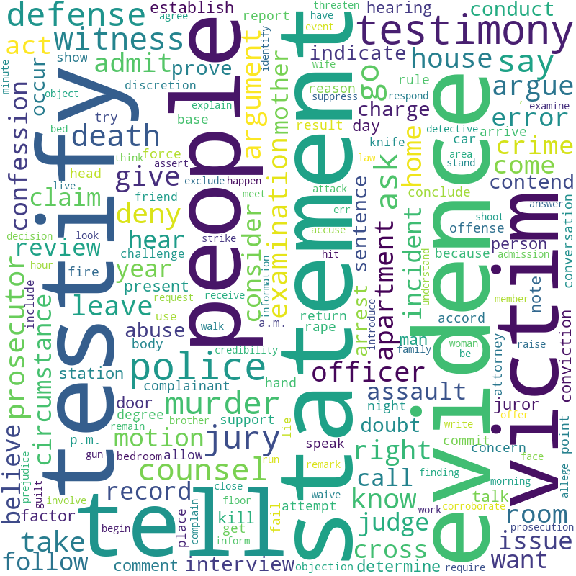 defense
establish
agree
report
threaten
have
hearing
conduct
act
witness
event
identify
indicate
testimony
minute
show
occur
admit
discretion
wife
suppress
reason
house
say
object
prove
explain
mother
rule
respond
examine
argue
confession
try
base
go
charge
detective
car
arrive
error
bed
death
argument
result
day
knife
area
stand
crime
testify
think
force
assert
people
statement
evidence
victim
claim
live
head
give
exclude
happen
ask
home
law
conclude
come
answer
friend
deny
examination
meet
attack
err
contend
decision
look
review
hear
consider
strike
sentence
accuse
shoot
offense
conversation
hour
fire
challenge
year
hit
incident
because
person
admission
prosecutor
include
request
present
information
apartment
understand
member
circumstance
leave
use
receive
return
man
accord
note
conviction
walk
a.m.
rape
arrest
introduce
woman
be
raise
abuse
body
credibility
family
station
complainant
police
officer
juror
attorney
offer
believe
door
hand
night
assault
write
commit
concern
face
p.m.
degree
support
murder
lie
speak
doubt
finding
point
prejudice
remain
brother
jury
gun
bedroom
allow
motion
remark
right
talk
morning
allege
guilt
counsel
close
waive
call
corroborate
factor
involve
record
floor
complain
kill
attempt
know
work
prosecution
issue
room
take
tell
begin
place
get
inform
fail
judge
want
follow
comment
interview
objection
cross
determine
require